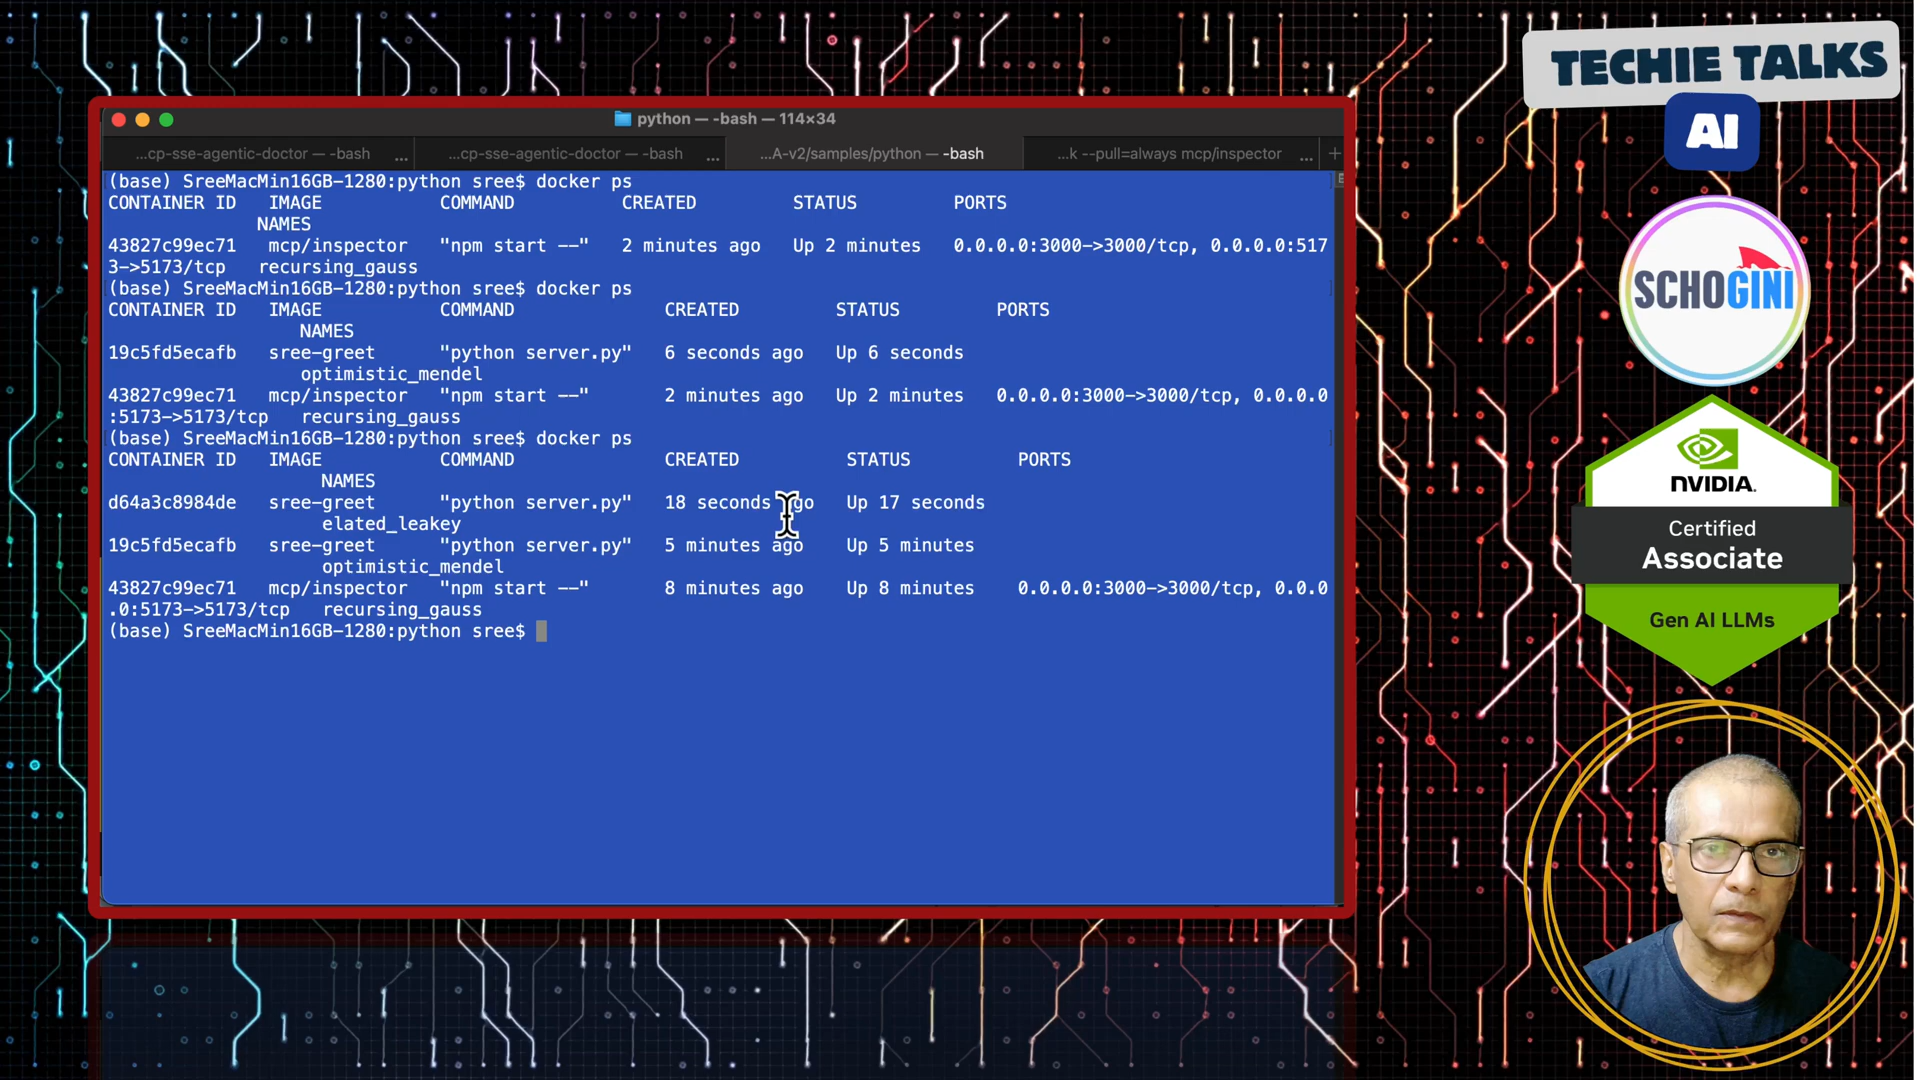 python — -bash — 114×34
...cp-sse-agentic-doctor — -bash ...
...cp-sse-agentic-doctor — -bash ...
...A-v2/samples/python — -bash
...k --pull=always mcp/inspector ...
(base) SreeMacMin16GB-1280:python sree$ docker ps
CONTAINER ID   IMAGE           COMMAND          CREATED         STATUS         PORTS
              NAMES
43827c99ec71   mcp/inspector   "npm start --"   2 minutes ago   Up 2 minutes   0.0.0.0:3000->3000/tcp, 0.0.0.0:517
3->5173/tcp   recursing_gauss
(base) SreeMacMin16GB-1280:python sree$ docker ps
CONTAINER ID   IMAGE           COMMAND              CREATED         STATUS         PORTS
                  NAMES
19c5fd5ecafb   sree-greet      "python server.py"   6 seconds ago   Up 6 seconds
                  optimistic_mendel
43827c99ec71   mcp/inspector   "npm start --"       2 minutes ago   Up 2 minutes   0.0.0.0:3000->3000/tcp, 0.0.0.0
:5173->5173/tcp   recursing_gauss
(base) SreeMacMin16GB-1280:python sree$ docker ps
CONTAINER ID   IMAGE           COMMAND              CREATED          STATUS          PORTS
                    NAMES
d64a3c8984de   sree-greet      "python server.py"   18 seconds ago   Up 17 seconds
                    elated_leakey
19c5fd5ecafb   sree-greet      "python server.py"   5 minutes ago    Up 5 minutes
                    optimistic_mendel
43827c99ec71   mcp/inspector   "npm start --"       8 minutes ago    Up 8 minutes    0.0.0.0:3000->3000/tcp, 0.0.0
.0:5173->5173/tcp   recursing_gauss
(base) SreeMacMin16GB-1280:python sree$
TECHIE TALKS
AI
SCHOGINI
NVIDIA.
Certified
Associate
Gen AI LLMs